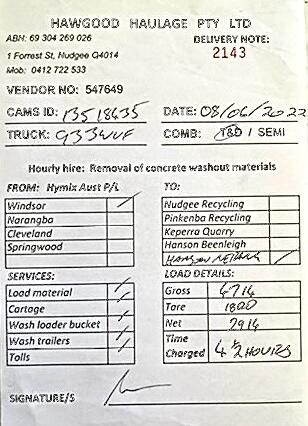 HAWGOOD HAULAGE PTY LTD
ABN: 69 304 269 026
DELIVERY NOTE:
1 Forrest St, Nudgee Q4014
2143
Mob: 0412 722 533
VENDOR NO: 547649
CAMS ID: 13518635 DATE: 08/06/2022
TRUCK: 933WUF COMB: T&D / SEMI
Hourly hire: Removal of concrete washout materials
FROM: Hymix Aust P/L
Windsor /
Narangba
Cleveland
Springwood
TO:
Nudgee Recycling
Pinkenba Recycling
Keperra Quarry
Hanson Beenleigh
HANSON /
SERVICES:
Load material /
Cartage /
Wash loader bucket /
Wash trailers /
Tolls /
LOAD DETAILS:
Gross 4714
Tare 1800
Net 2914
Time
Charged 4 1/2 HOURS
SIGNATURE/S